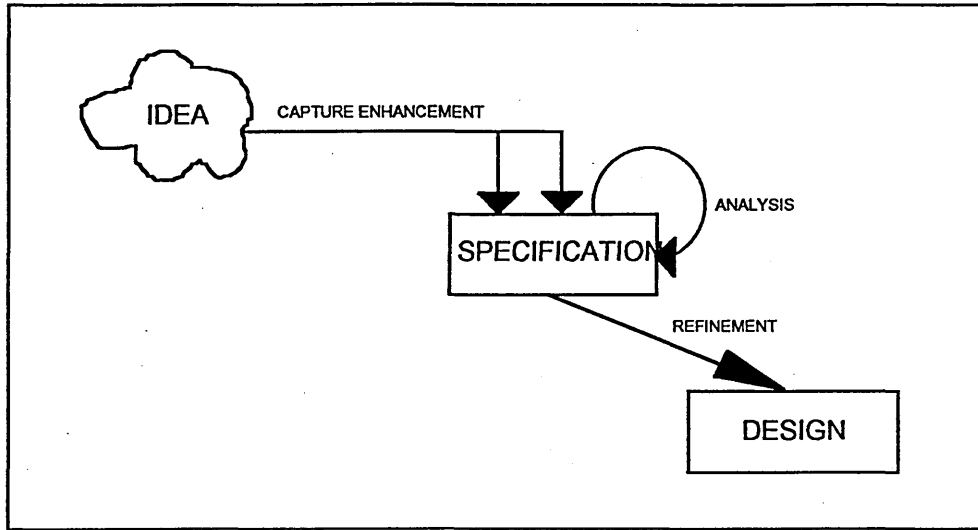 IDEA
CAPTURE ENHANCEMENT
ANALYSIS
SPECIFICATION
REFINEMENT
DESIGN